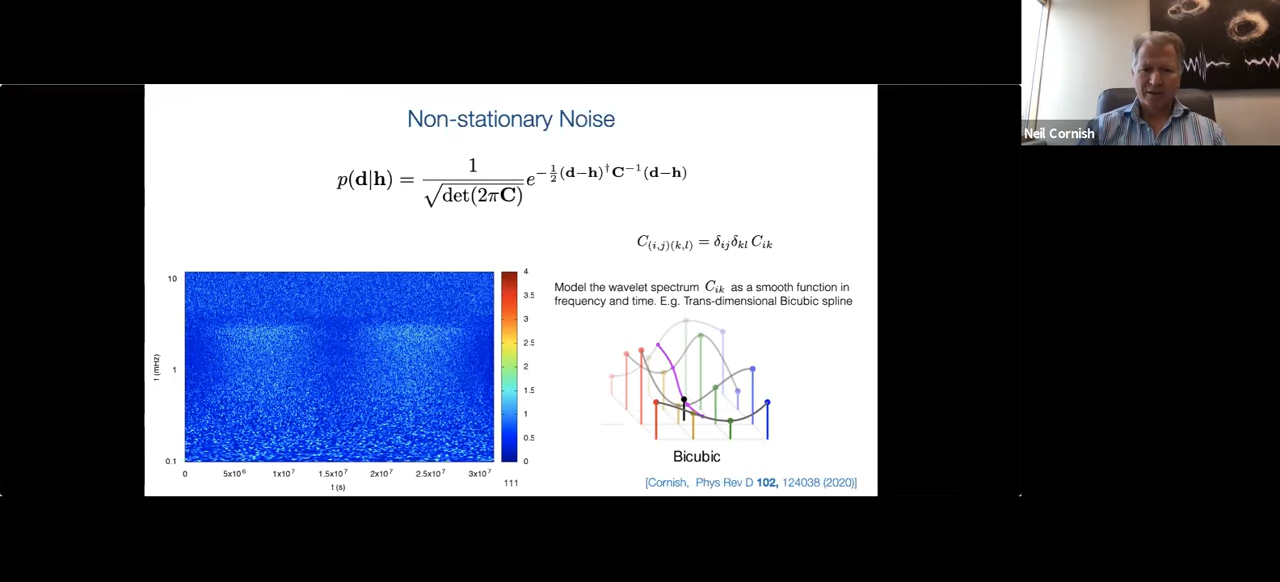 Neil Cornish
Non-stationary Noise
p(d|h) = 1/√det(2πC) e^{−½(d−h)†C⁻¹(d−h)}
C_{(i,j)(k,l)} = δ_{ij}δ_{kl} C_{ik}
Model the wavelet spectrum C_{ik} as a smooth function in
frequency and time. E.g. Trans-dimensional Bicubic spline
10
1
0.1
f (mHz)
0 5x10⁶ 1x10⁷ 1.5x10⁷ 2x10⁷ 2.5x10⁷ 3x10⁷
t (s)
4
3.5
3
2.5
2
1.5
1
0.5
0
Bicubic
111
[Cornish, Phys Rev D 102, 124038 (2020)]